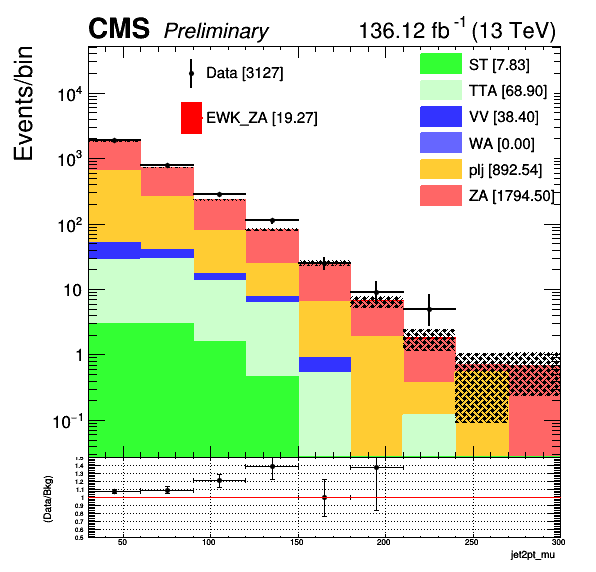 CMS Preliminary 136.12 fb⁻¹ (13 TeV)
Events/bin
Data [3127]
EWK_ZA [19.27]
ST [7.83]
TTA [68.90]
VV [38.40]
WA [0.00]
plj [892.54]
ZA [1794.50]
10⁴
10³
10²
10
1
10⁻¹
(Data/Bkg)
1.5
1.4
1.3
1.2
1.1
1
0.9
0.8
0.7
0.6
0.5
50 100 150 200 250 300
jet2pt_mu